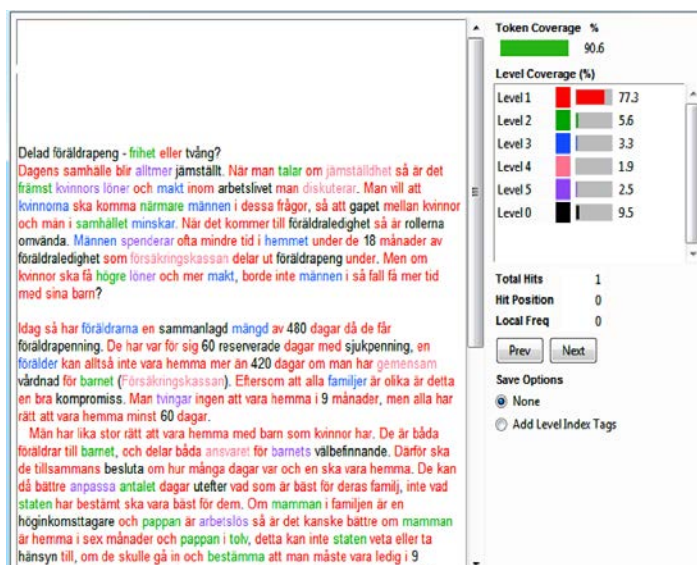 Delad föräldrapeng - frihet eller tvång?
Dagens samhälle blir alltmer jämställt. När man talar om jämställdhet så är det
främst kvinnors löner och makt inom arbetslivet man diskuterar. Man vill att
kvinnorna ska komma närmare männen i dessa frågor, så att gapet mellan kvinnor
och män i samhället minskar. När det kommer till föräldraledighet så är rollerna
omvända. Männen spenderar ofta mindre tid i hemmet under de 18 månader av
föräldraledighet som försäkringskassan delar ut föräldrapeng under. Men om
kvinnor ska få högre löner och mer makt, borde inte männen i så fall få mer tid
med sina barn?
Idag så har föräldrarna en sammanlagd mängd av 480 dagar då de får
föräldrapenning. De har var för sig 60 reserverade dagar med sjukpenning, en
förälder kan alltså inte vara hemma mer än 420 dagar om man har gemensam
vårdnad för barnet (Försäkringskassan). Eftersom att alla familjer är olika är detta
en bra kompromiss. Man tvingar ingen att vara hemma i 9 månader, men alla har
rätt att vara hemma minst 60 dagar.
Män har lika stor rätt att vara hemma med barn som kvinnor har. De är båda
föräldrar till barnet, och delar båda ansvaret för barnets välbefinnande. Därför ska
de tillsammans besluta om hur många dagar var och en ska vara hemma. De kan
då bättre anpassa antalet dagar utefter vad som är bäst för deras familj, inte vad
staten har bestämt ska vara bäst för dem. Om mamman i familjen är en
höginkomsttagare och pappan är arbetslös så är det kanske bättre om mamman
är hemma i sex månader och pappan i tolv, detta kan inte staten veta eller ta
hänsyn till, om de skulle gå in och bestämma att man måste vara ledig i 9
Token Coverage %
90.6
Level Coverage (%)
Level 1 77.3
Level 2 5.6
Level 3 3.3
Level 4 1.9
Level 5 2.5
Level 0 9.5
Total Hits 1
Hit Position 0
Local Freq 0
Prev Next
Save Options
None
Add Level Index Tags